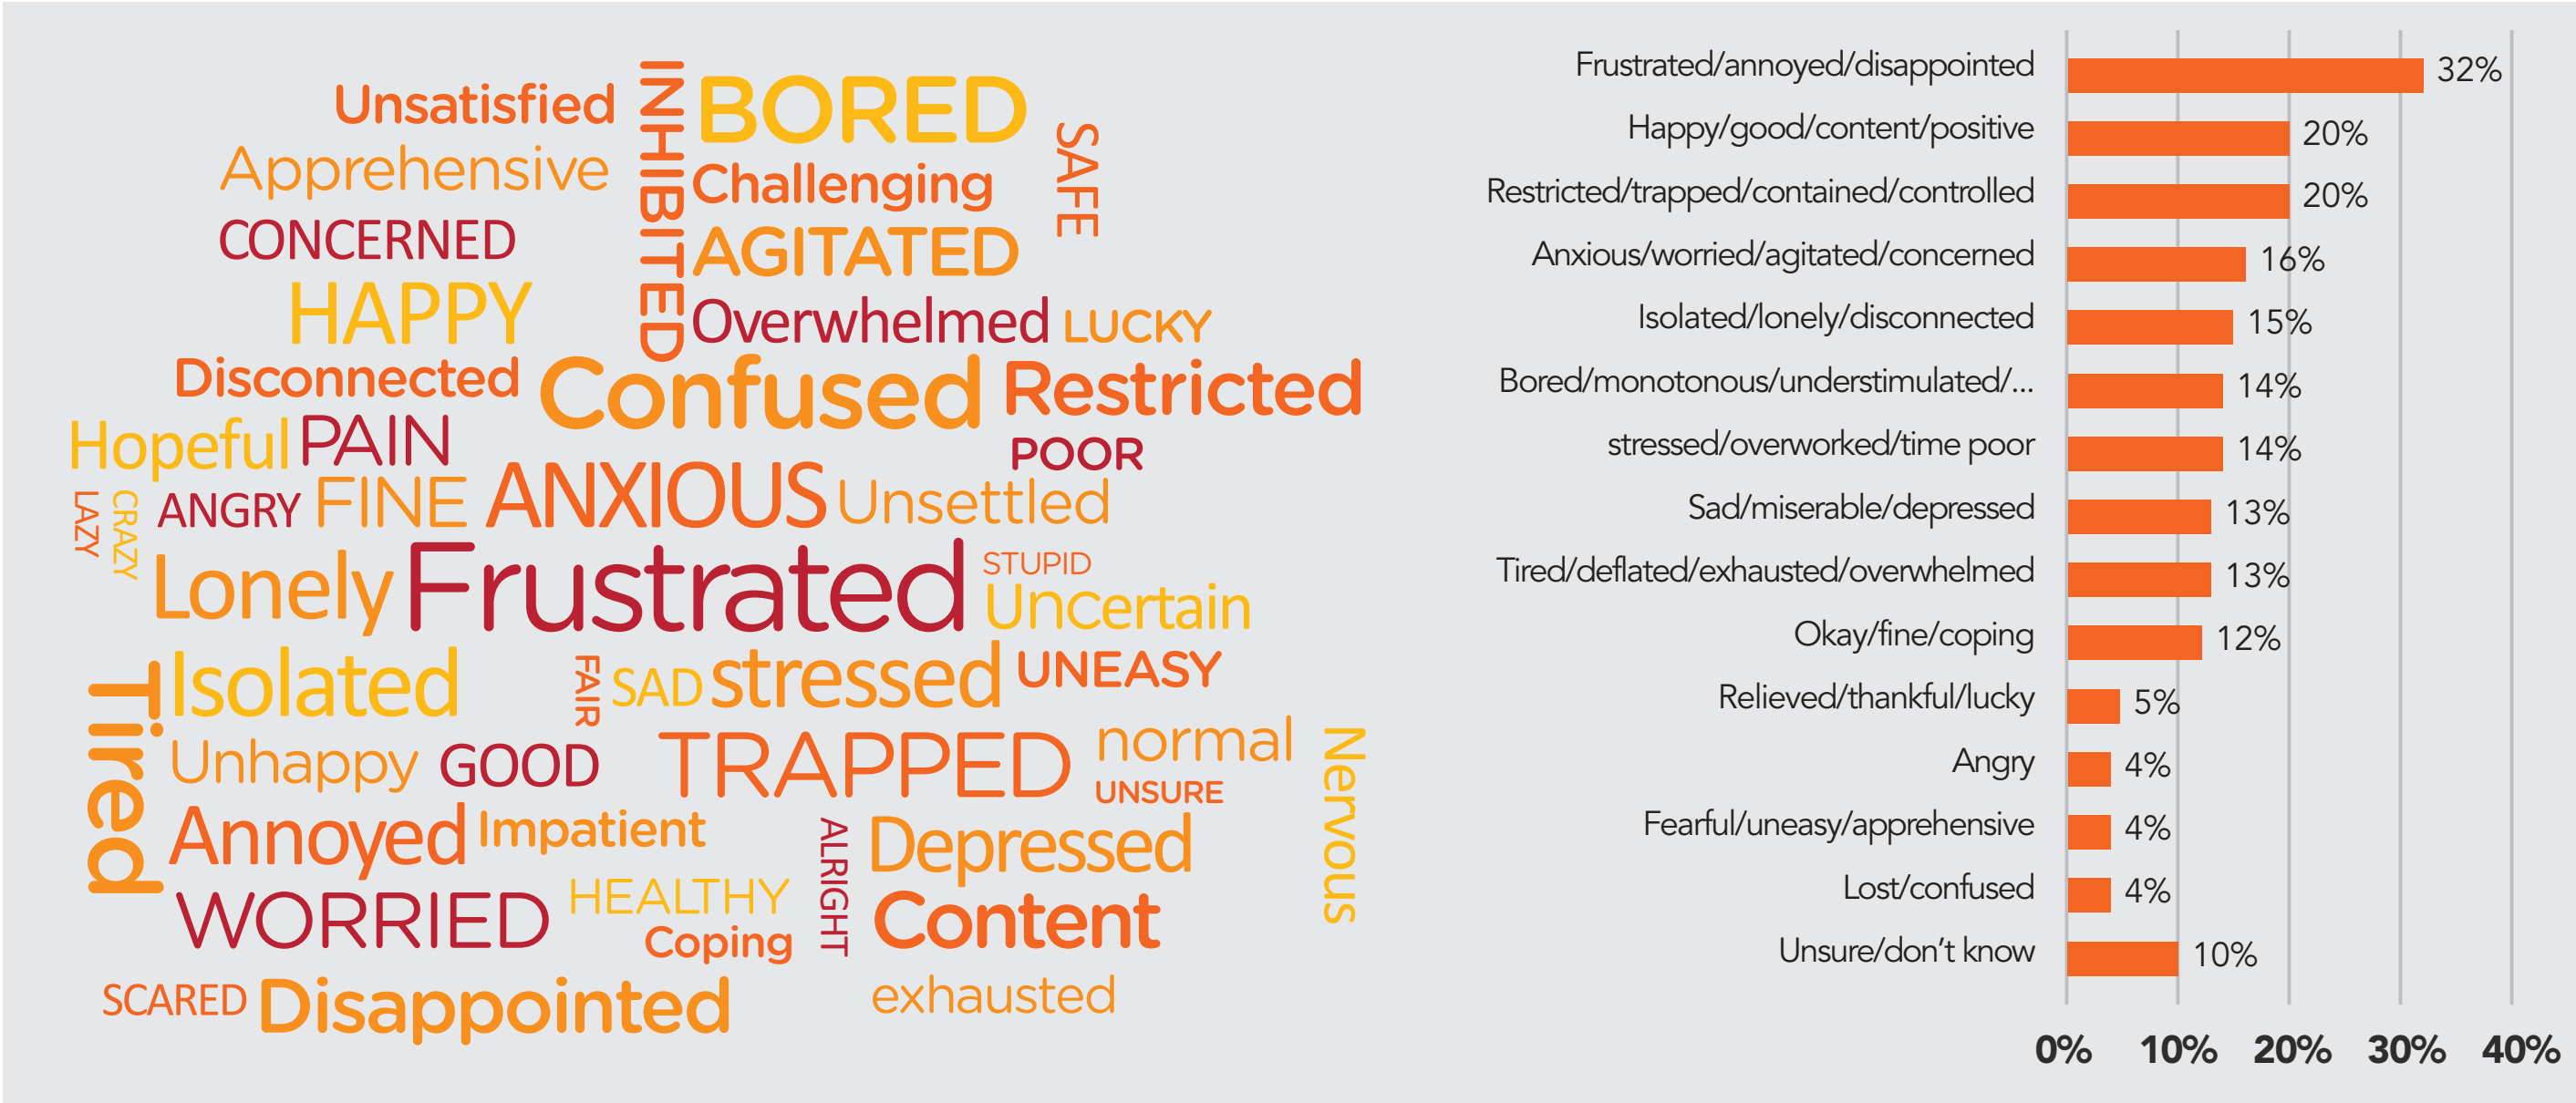 INHIBITED
BORED
Unsatisfied
SAFE
Apprehensive
Challenging
CONCERNED
AGITATED
HAPPY
Overwhelmed
LUCKY
Disconnected
Confused
Restricted
Hopeful
PAIN
POOR
LAZY
CRAZY
ANGRY
FINE
ANXIOUS
Unsettled
Lonely
Frustrated
STUPID
Uncertain
Tired
Isolated
FAIR
SAD
stressed
UNEASY
Unhappy
GOOD
TRAPPED
normal
UNSURE
Nervous
Annoyed
Impatient
ALRIGHT
Depressed
WORRIED
HEALTHY
Coping
Content
SCARED
Disappointed
exhausted
Frustrated/annoyed/disappointed 32%
Happy/good/content/positive 20%
Restricted/trapped/contained/controlled 20%
Anxious/worried/agitated/concerned 16%
Isolated/lonely/disconnected 15%
Bored/monotonous/understimulated/... 14%
stressed/overworked/time poor 14%
Sad/miserable/depressed 13%
Tired/deflated/exhausted/overwhelmed 13%
Okay/fine/coping 12%
Relieved/thankful/lucky 5%
Angry 4%
Fearful/uneasy/apprehensive 4%
Lost/confused 4%
Unsure/don’t know 10%
0% 10% 20% 30% 40%